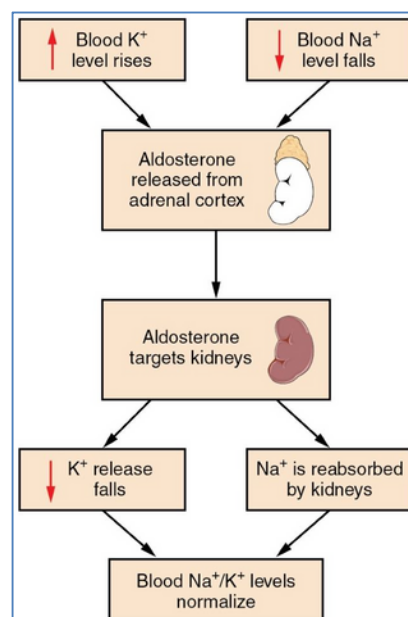 Blood K+
level rises
Blood Na+
level falls
Aldosterone
released from
adrenal cortex
Aldosterone
targets kidneys
K+ release
falls
Na+ is reabsorbed
by kidneys
Blood Na+/K+ levels
normalize